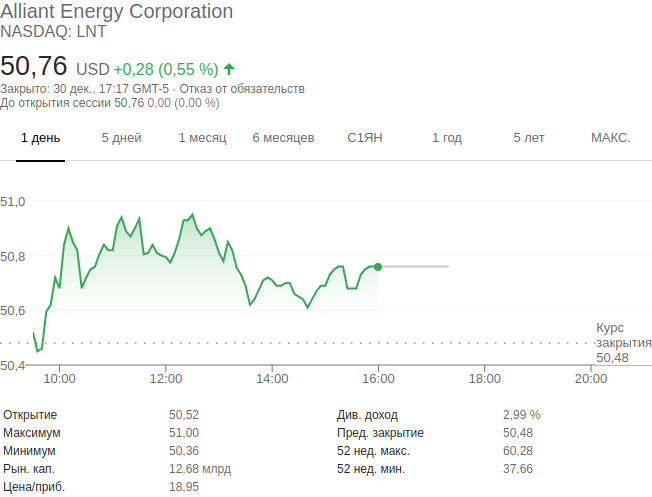 Alliant Energy Corporation
NASDAQ: LNT
50,76 USD +0,28 (0,55 %)
Закрыто: 30 дек., 17:17 GMT-5 · Отказ от обязательств
До открытия сессии 50,76 0,00 (0,00 %)
1 день 5 дней 1 месяц 6 месяцев С1ЯН 1 год 5 лет МАКС.
51,0
50,8
50,6
Курс
закрытия
50,48
50,4
10:00 12:00 14:00 16:00 18:00 20:00
Открытие 50,52 Див. доход 2,99 %
Максимум 51,00 Пред. закрытие 50,48
Минимум 50,36 52 нед. макс. 60,28
Рын. кап. 12,68 млрд 52 нед. мин. 37,66
Цена/приб. 18,95